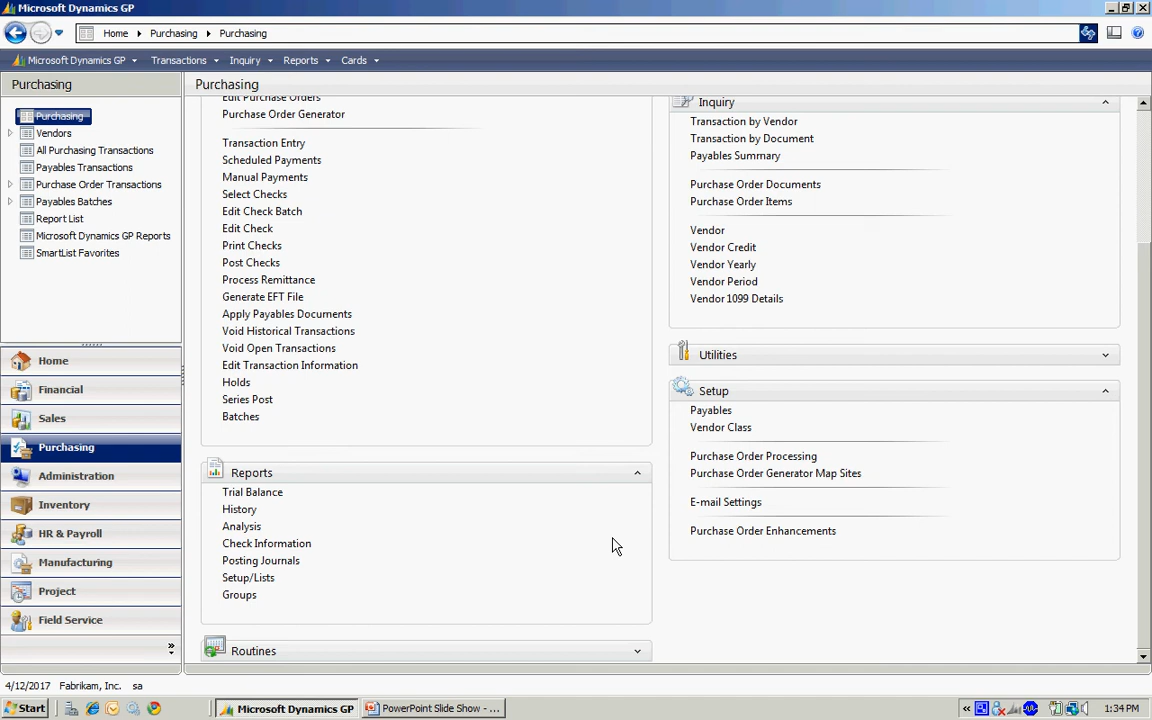 Microsoft Dynamics GP
Home Purchasing Purchasing
Microsoft Dynamics GP Transactions Inquiry Reports Cards
Purchasing
Purchasing
Vendors
All Purchasing Transactions
Payables Transactions
Purchase Order Transactions
Payables Batches
Report List
Microsoft Dynamics GP Reports
SmartList Favorites
Home
Financial
Sales
Purchasing
Administration
Inventory
HR & Payroll
Manufacturing
Project
Field Service
Purchasing
Edit Purchase Orders
Purchase Order Generator
Transaction Entry
Scheduled Payments
Manual Payments
Select Checks
Edit Check Batch
Edit Check
Print Checks
Post Checks
Process Remittance
Generate EFT File
Apply Payables Documents
Void Historical Transactions
Void Open Transactions
Edit Transaction Information
Holds
Series Post
Batches
Reports
Trial Balance
History
Analysis
Check Information
Posting Journals
Setup/Lists
Groups
Routines
Inquiry
Transaction by Vendor
Transaction by Document
Payables Summary
Purchase Order Documents
Purchase Order Items
Vendor
Vendor Credit
Vendor Yearly
Vendor Period
Vendor 1099 Details
Utilities
Setup
Payables
Vendor Class
Purchase Order Processing
Purchase Order Generator Map Sites
E-mail Settings
Purchase Order Enhancements
4/12/2017 Fabrikam, Inc. sa
Start Microsoft Dynamics GP PowerPoint Slide Show - ... 1:34 PM